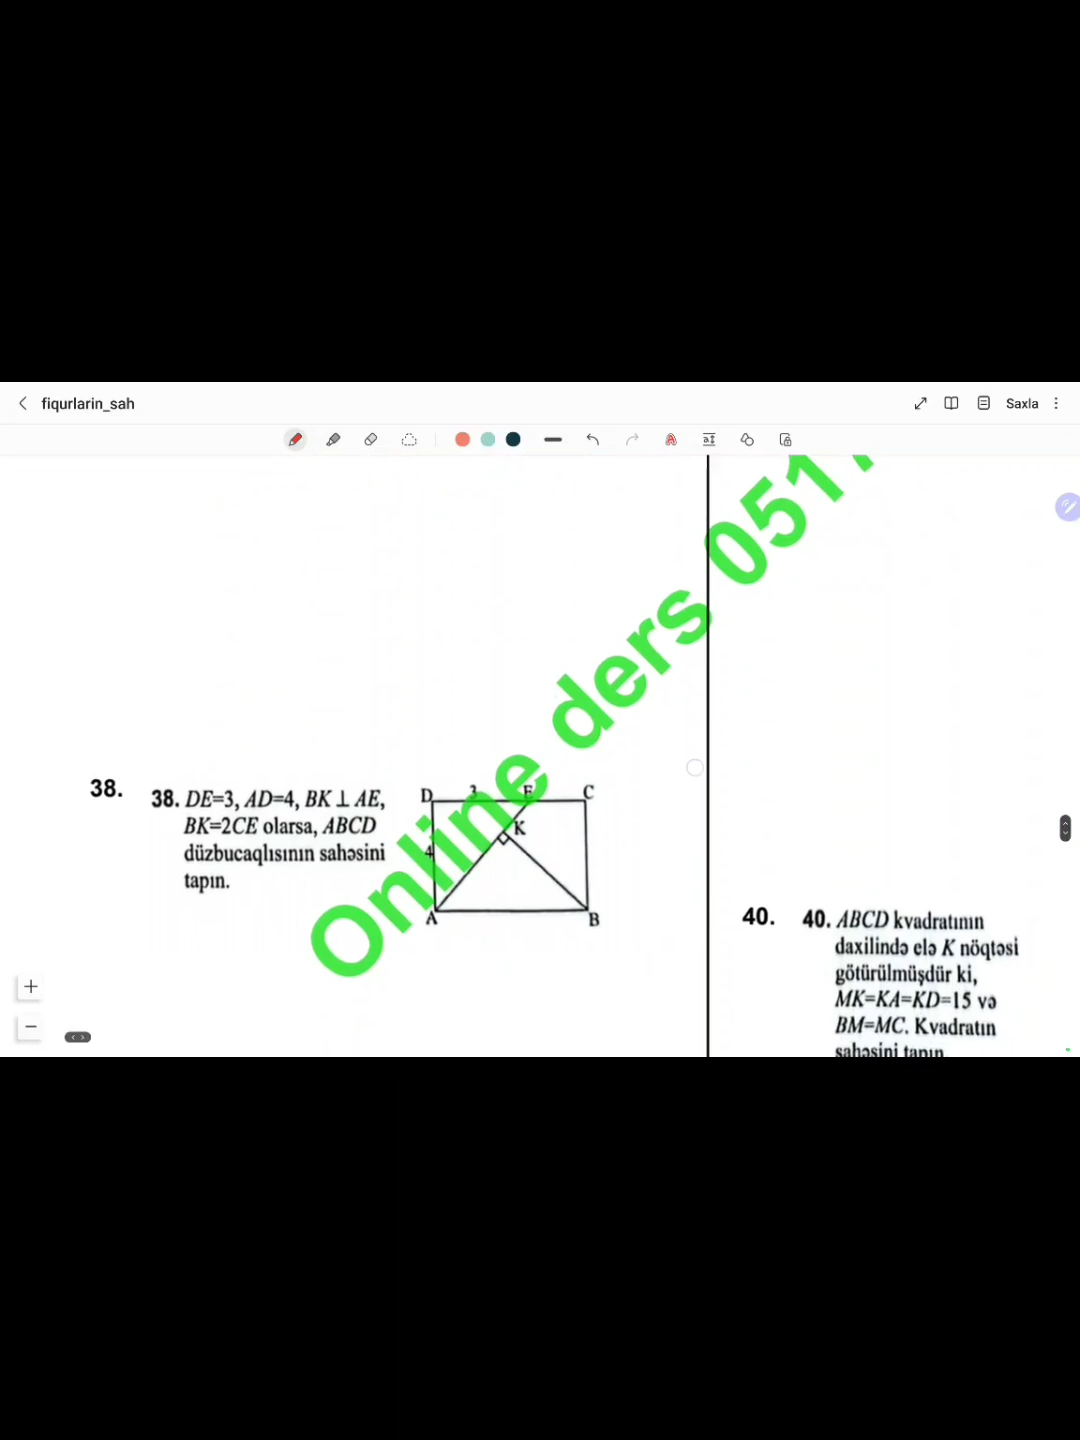 fiqurlarin_sah
Saxla
Online ders 051
38.
38. DE=3, AD=4, BK ⊥ AE,
BK=2CE olarsa, ABCD
düzbucaqlısının sahəsini
tapın.
D 3 E C
K
4
A B
40.
40. ABCD kvadratının
daxilində elə K nöqtəsi
götürülmüşdür ki,
MK=KA=KD=15 və
BM=MC. Kvadratın
sahəsini tapın